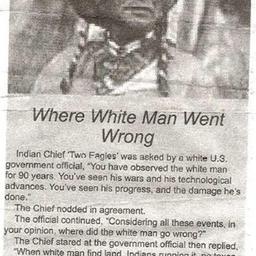 Where White Man Went
Wrong
Indian Chief 'Two Eagles' was asked by a white U.S.
government official, "You have observed the white man
for 90 years. You've seen his wars and his technological
advances. You've seen his progress, and the damage he's
done."
The Chief nodded in agreement.
The official continued, "Considering all these events, in
your opinion, where did the white man go wrong?"
The Chief stared at the government official then replied,
"When white man find land, Indians running it, no taxes